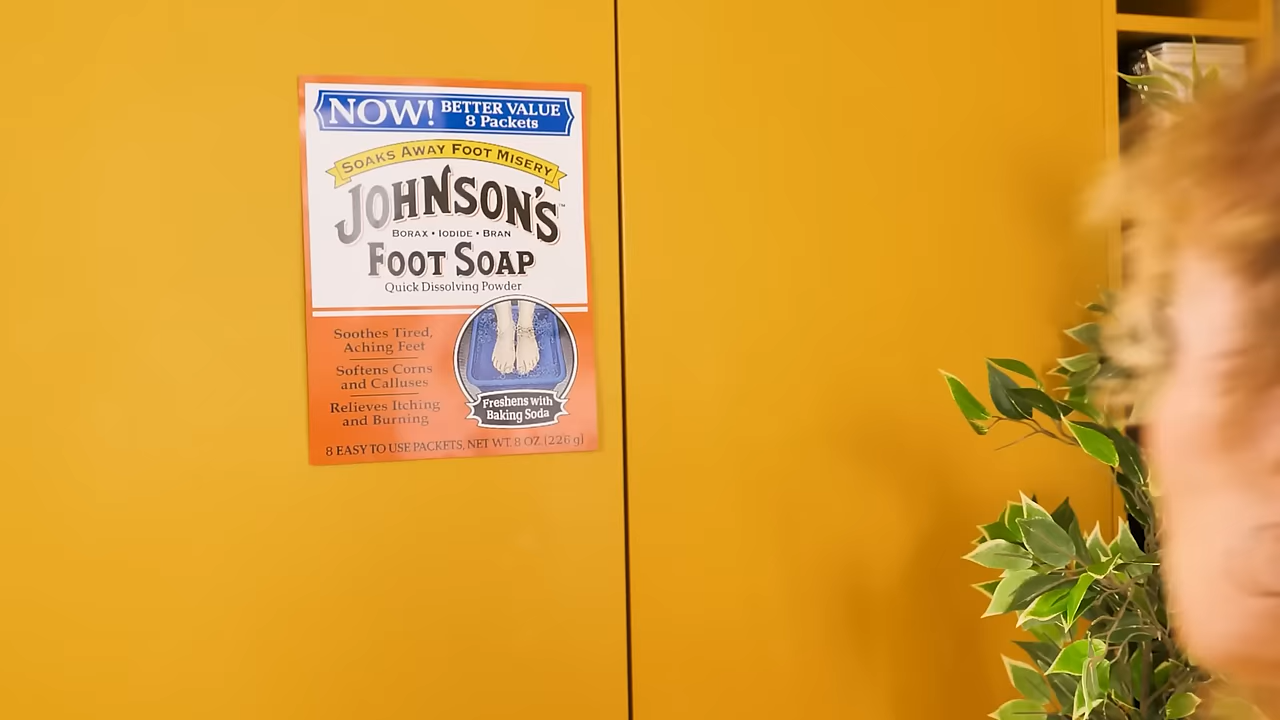 NOW! BETTER VALUE
8 Packets
SOAKS AWAY FOOT MISERY
JOHNSON'S™
BORAX • IODIDE • BRAN
FOOT SOAP
Quick Dissolving Powder
Soothes Tired,
Aching Feet
Softens Corns
and Calluses
Relieves Itching
and Burning
Freshens with
Baking Soda
8 EASY TO USE PACKETS, NET WT. 8 OZ. (226 g)